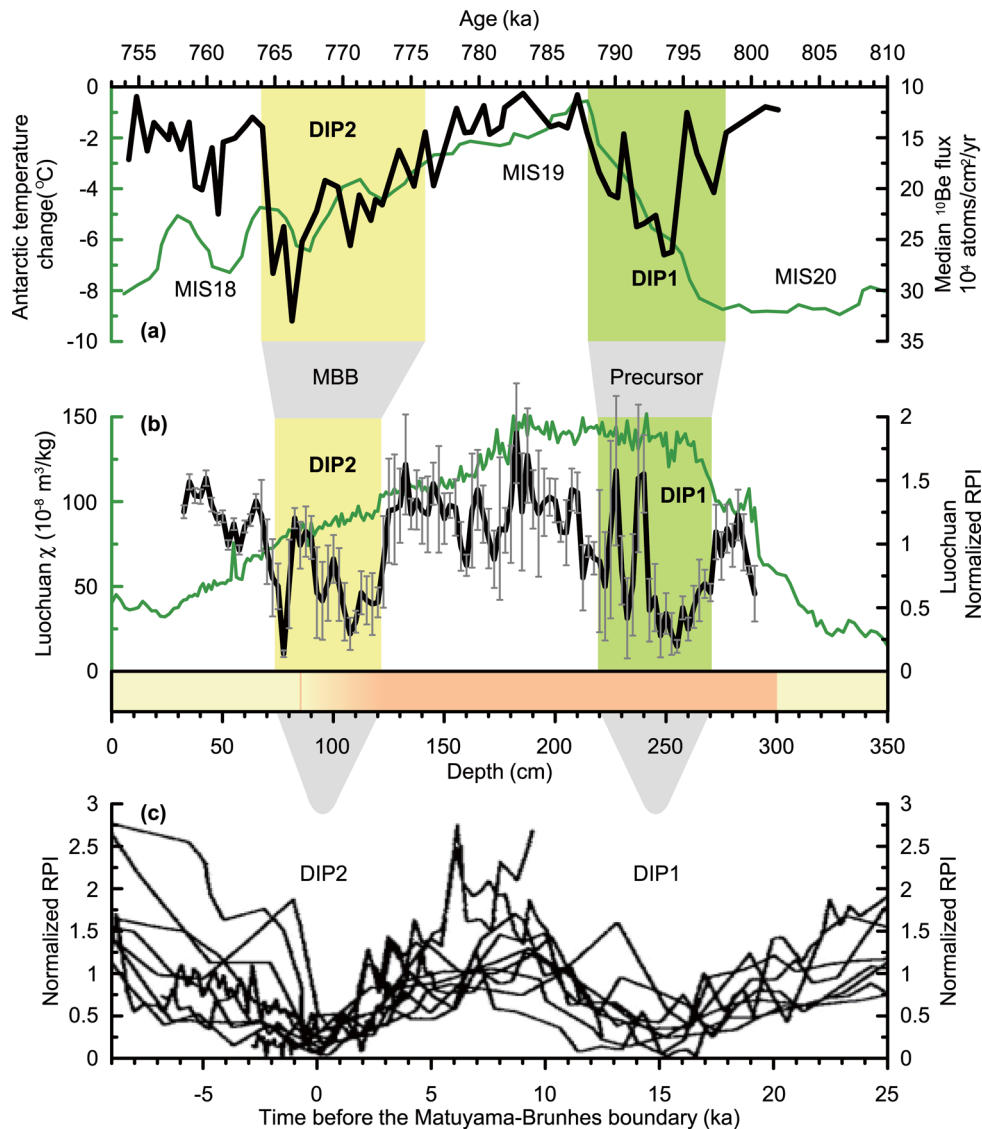 Age (ka)
755 760 765 770 775 780 785 790 795 800 805 810
0 10
-2 15
-4 20
-6 25
-8 30
-10 35
Antarctic temperature
change(°C)
Median ¹⁰Be flux
10⁴ atoms/cm²/yr
DIP2
MIS19
MIS18
DIP1
MIS20
(a)
MBB
Precursor
150 2
100 1.5
1
50 0.5
0 0
Luochuan χ (10⁻⁸ m³/kg)
Luochuan
Normalized RPI
(b)
DIP2
DIP1
0 50 100 150 200 250 300 350
Depth (cm)
(c)
3 3
2.5 2.5
2 2
1.5 1.5
1 1
0.5 0.5
0 0
Normalized RPI
Normalized RPI
DIP2
DIP1
-5 0 5 10 15 20 25
Time before the Matuyama-Brunhes boundary (ka)